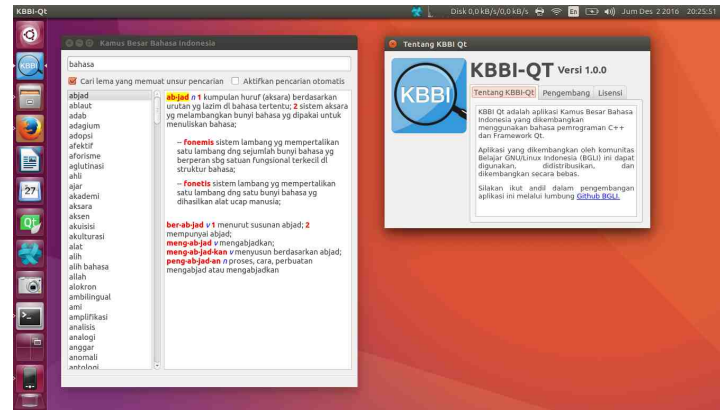 KBBI-Qt
Disk 0,0 kB/s/0,0 kB/s
En
Jum Des 2 2016 20:25:51
Kamus Besar Bahasa Indonesia
bahasa
Cari lema yang memuat unsur pencarian
Aktifkan pencarian otomatis
abjad
ablaut
adab
adagium
adopsi
afektif
aforisme
aglutinasi
ahli
ajar
akademi
aksara
aksen
akuisisi
akulturasi
alat
alih
alih bahasa
allah
alokron
ambilingual
ami
amplifikasi
analisis
analogi
anggar
anomali
antologi
ab·jad n 1 kumpulan huruf (aksara) berdasarkan
urutan yg lazim dl bahasa tertentu; 2 sistem aksara
yg melambangkan bunyi bahasa yg dipakai untuk
menuliskan bahasa;
-- fonemis sistem lambang yg mempertalikan
satu lambang dng sejumlah bunyi bahasa yg
berperan sbg satuan fungsional terkecil dl
struktur bahasa;
-- fonetis sistem lambang yg mempertalikan
satu lambang dng satu bunyi bahasa yg
dihasilkan alat ucap manusia;
ber·ab·jad v 1 menurut susunan abjad; 2
mempunyai abjad;
meng·ab·jad v mengabjadkan;
meng·ab·jad·kan v menyusun berdasarkan abjad;
peng·ab·jad·an n proses, cara, perbuatan
mengabjad atau mengabjadkan
Tentang KBBI Qt
KBBI
KBBI-QT Versi 1.0.0
Tentang KBBI-Qt
Pengembang
Lisensi
KBBI Qt adalah aplikasi Kamus Besar Bahasa
Indonesia yang dikembangkan
menggunakan bahasa pemrograman C++
dan Framework Qt.
Aplikasi yang dikembangkan oleh komunitas
Belajar GNU/Linux Indonesia (BGLI) ini dapat
digunakan, didistribusikan, dan
dikembangkan secara bebas.
Silakan ikut andil dalam pengembangan
aplikasi ini melalui lumbung Github BGLI.
KBBI
27
Qt